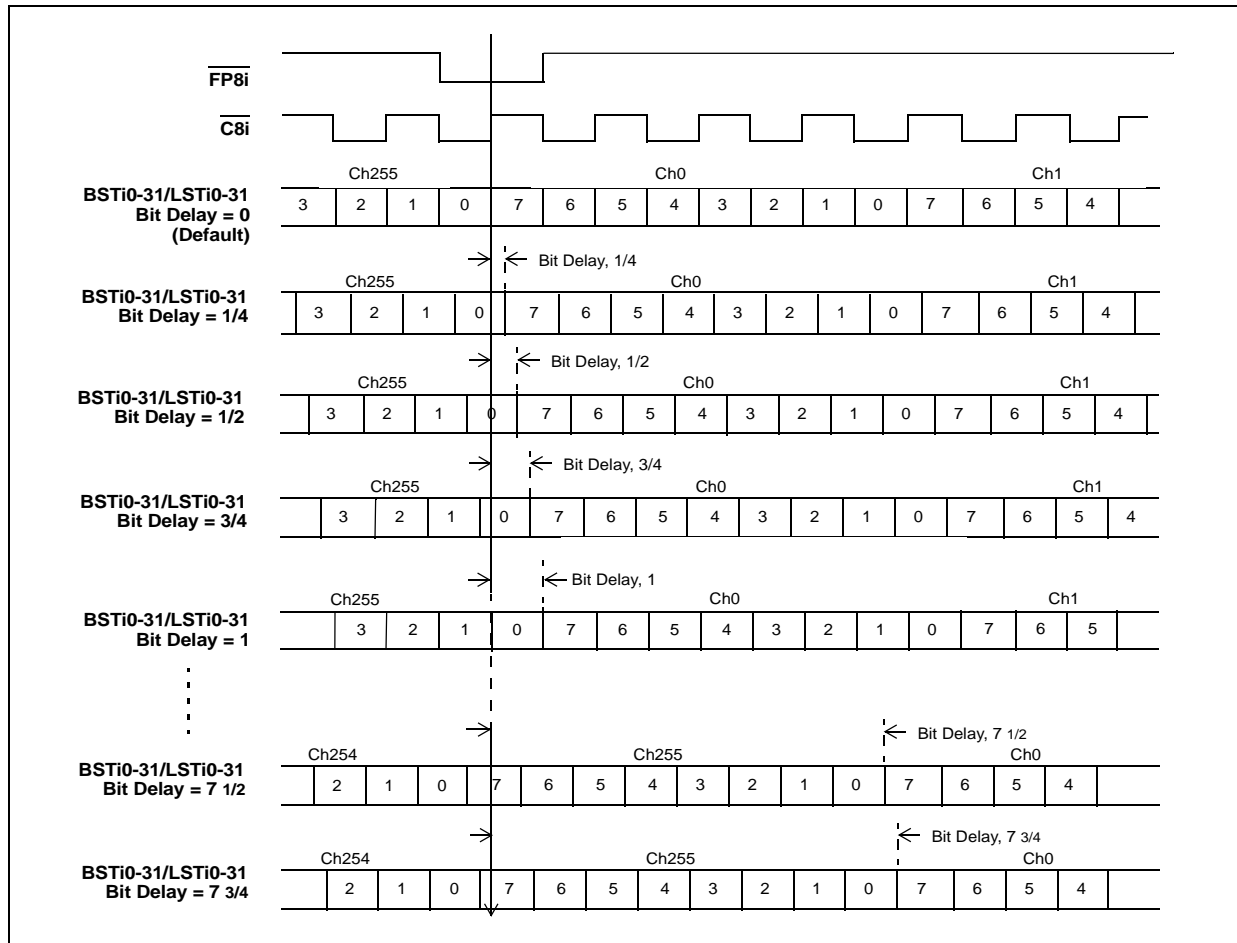 FP8i
C8i
Ch255 Ch0 Ch1
BSTi0-31/LSTi0-31
Bit Delay = 0
(Default)
3 2 1 0 7 6 5 4 3 2 1 0 7 6 5 4
Bit Delay, 1/4
Ch255 Ch0 Ch1
BSTi0-31/LSTi0-31
Bit Delay = 1/4
3 2 1 0 7 6 5 4 3 2 1 0 7 6 5 4
Bit Delay, 1/2
Ch255 Ch0 Ch1
BSTi0-31/LSTi0-31
Bit Delay = 1/2
3 2 1 0 7 6 5 4 3 2 1 0 7 6 5 4
Bit Delay, 3/4
Ch255 Ch0 Ch1
BSTi0-31/LSTi0-31
Bit Delay = 3/4
3 2 1 0 7 6 5 4 3 2 1 0 7 6 5 4
Bit Delay, 1
Ch255 Ch0 Ch1
BSTi0-31/LSTi0-31
Bit Delay = 1
3 2 1 0 7 6 5 4 3 2 1 0 7 6 5
Bit Delay, 7 1/2
Ch254 Ch255 Ch0
BSTi0-31/LSTi0-31
Bit Delay = 7 1/2
2 1 0 7 6 5 4 3 2 1 0 7 6 5 4
Bit Delay, 7 3/4
Ch254 Ch255 Ch0
BSTi0-31/LSTi0-31
Bit Delay = 7 3/4
2 1 0 7 6 5 4 3 2 1 0 7 6 5 4